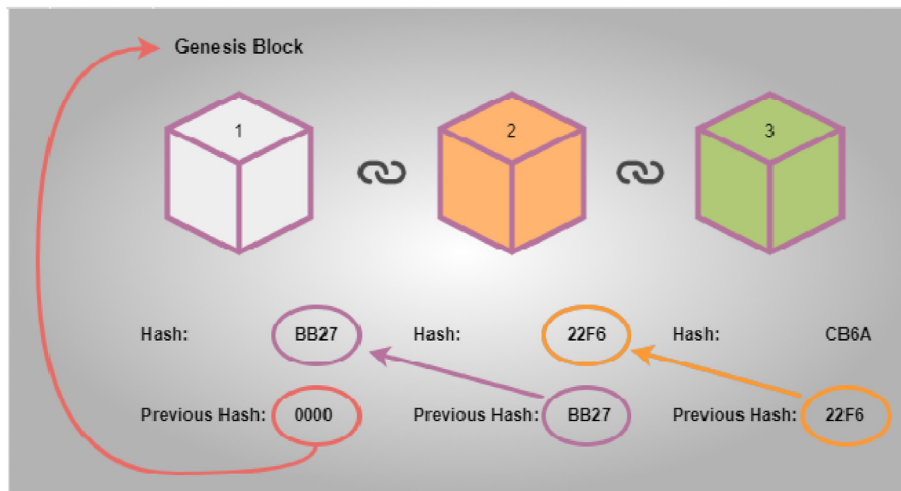 Genesis Block
1 2 3
Hash: BB27 Hash: 22F6 Hash: CB6A
Previous Hash: 0000 Previous Hash: BB27 Previous Hash: 22F6